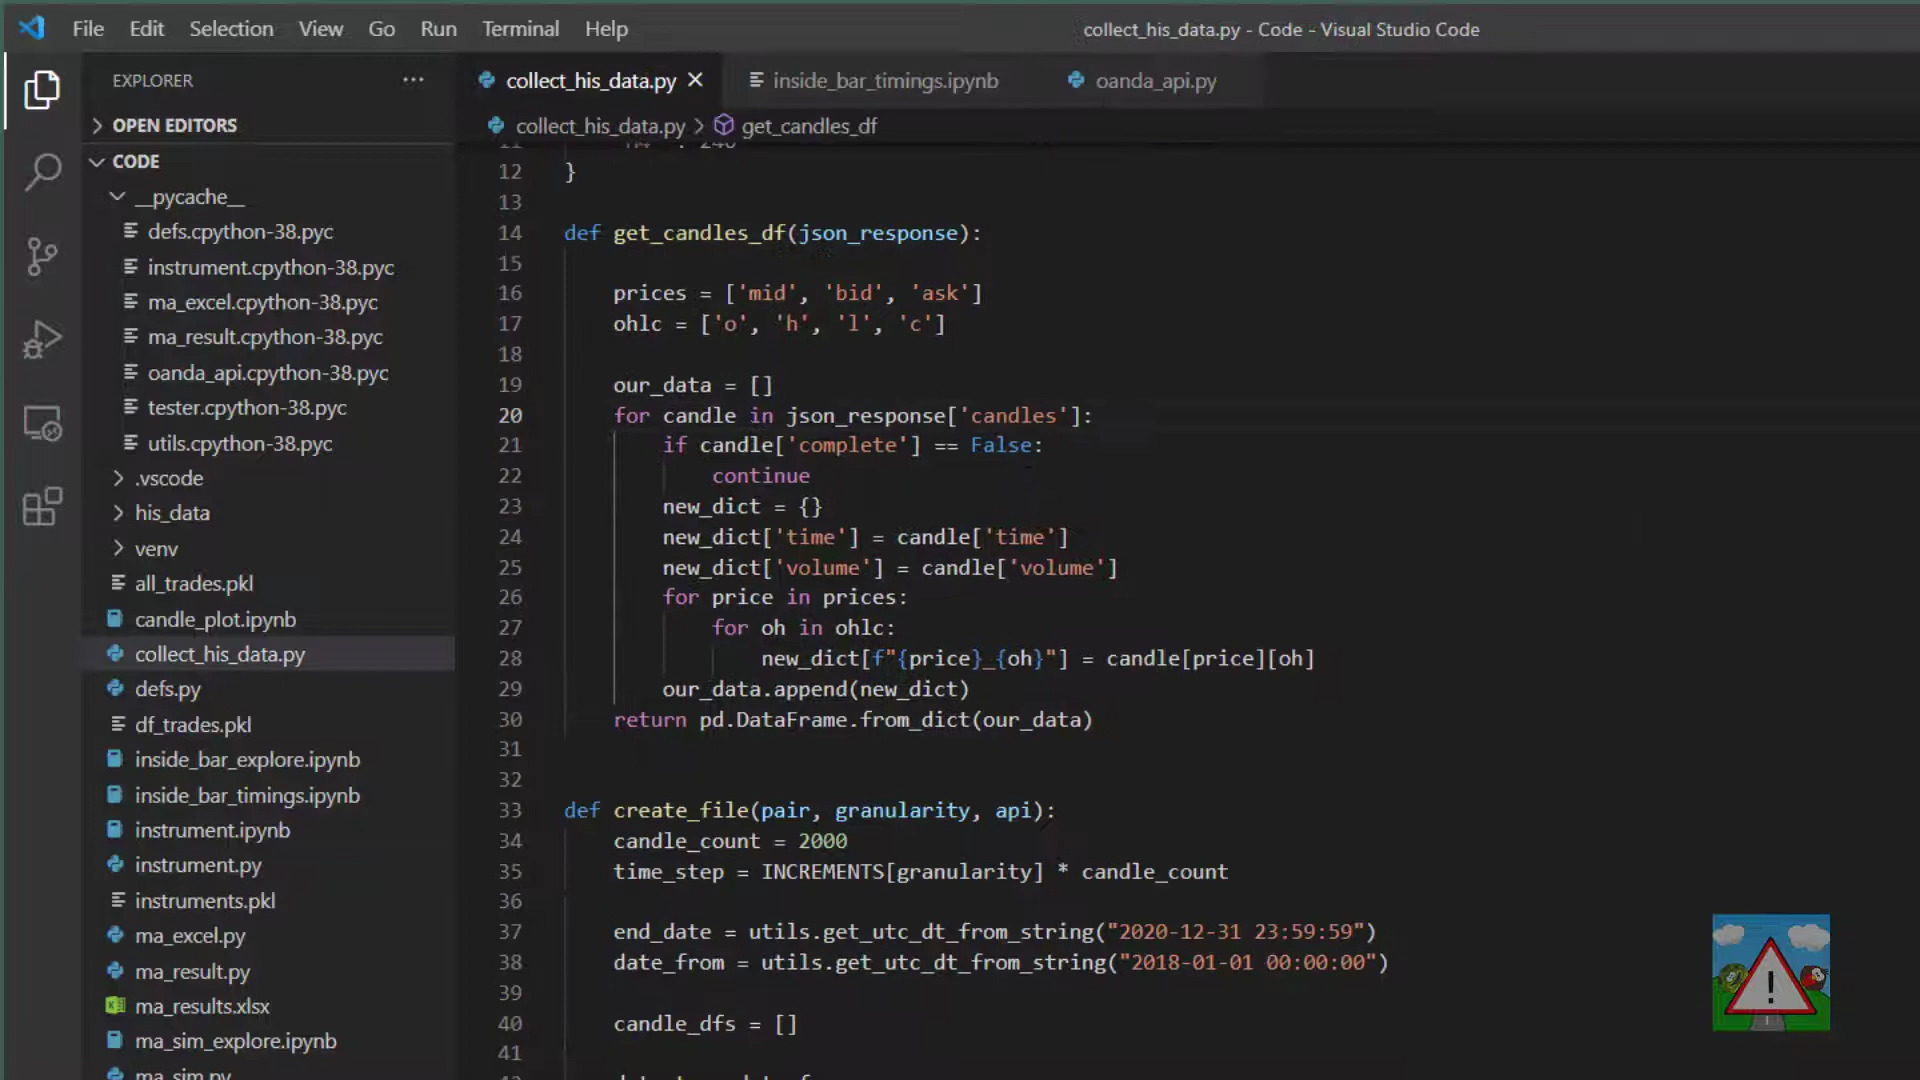 File Edit Selection View Go Run Terminal Help
collect_his_data.py - Code - Visual Studio Code
EXPLORER
OPEN EDITORS
CODE
__pycache__
defs.cpython-38.pyc
instrument.cpython-38.pyc
ma_excel.cpython-38.pyc
ma_result.cpython-38.pyc
oanda_api.cpython-38.pyc
tester.cpython-38.pyc
utils.cpython-38.pyc
.vscode
his_data
venv
all_trades.pkl
candle_plot.ipynb
collect_his_data.py
defs.py
df_trades.pkl
inside_bar_explore.ipynb
inside_bar_timings.ipynb
instrument.ipynb
instrument.py
instruments.pkl
ma_excel.py
ma_result.py
ma_results.xlsx
ma_sim_explore.ipynb
ma_sim.py
collect_his_data.py inside_bar_timings.ipynb oanda_api.py
collect_his_data.py > get_candles_df
12 }
13
14 def get_candles_df(json_response):
15
16 prices = ['mid', 'bid', 'ask']
17 ohlc = ['o', 'h', 'l', 'c']
18
19 our_data = []
20 for candle in json_response['candles']:
21 if candle['complete'] == False:
22 continue
23 new_dict = {}
24 new_dict['time'] = candle['time']
25 new_dict['volume'] = candle['volume']
26 for price in prices:
27 for oh in ohlc:
28 new_dict[f"{price}_{oh}"] = candle[price][oh]
29 our_data.append(new_dict)
30 return pd.DataFrame.from_dict(our_data)
31
32
33 def create_file(pair, granularity, api):
34 candle_count = 2000
35 time_step = INCREMENTS[granularity] * candle_count
36
37 end_date = utils.get_utc_dt_from_string("2020-12-31 23:59:59")
38 date_from = utils.get_utc_dt_from_string("2018-01-01 00:00:00")
39
40 candle_dfs = []
41